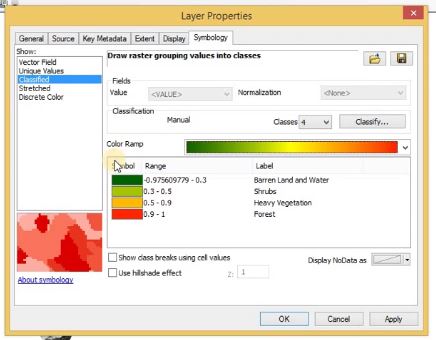 Layer Properties
General Source Key Metadata Extent Display Symbology
Show:
Vector Field
Unique Values
Classified
Stretched
Discrete Color
Draw raster grouping values into classes
Fields
Value <VALUE> Normalization <None>
Classification
Manual Classes 4 Classify...
Color Ramp
Symbol Range Label
-0.975609779 - 0.3 Barren Land and Water
0.3 - 0.5 Shrubs
0.5 - 0.9 Heavy Vegetation
0.9 - 1 Forest
Show class breaks using cell values
Display NoData as
Use hillshade effect Z: 1
About symbology
OK Cancel Apply